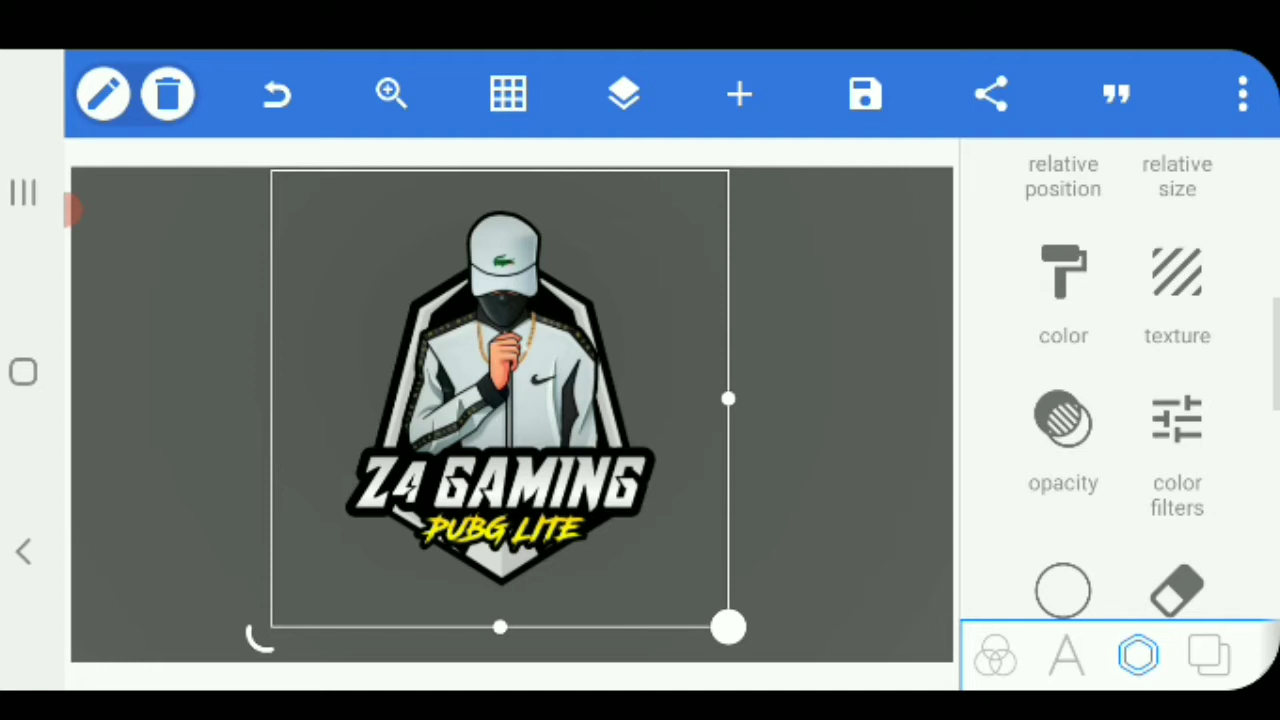 relative
position
relative
size
color
texture
opacity
color
filters
Z4 GAMING
PUBG LITE